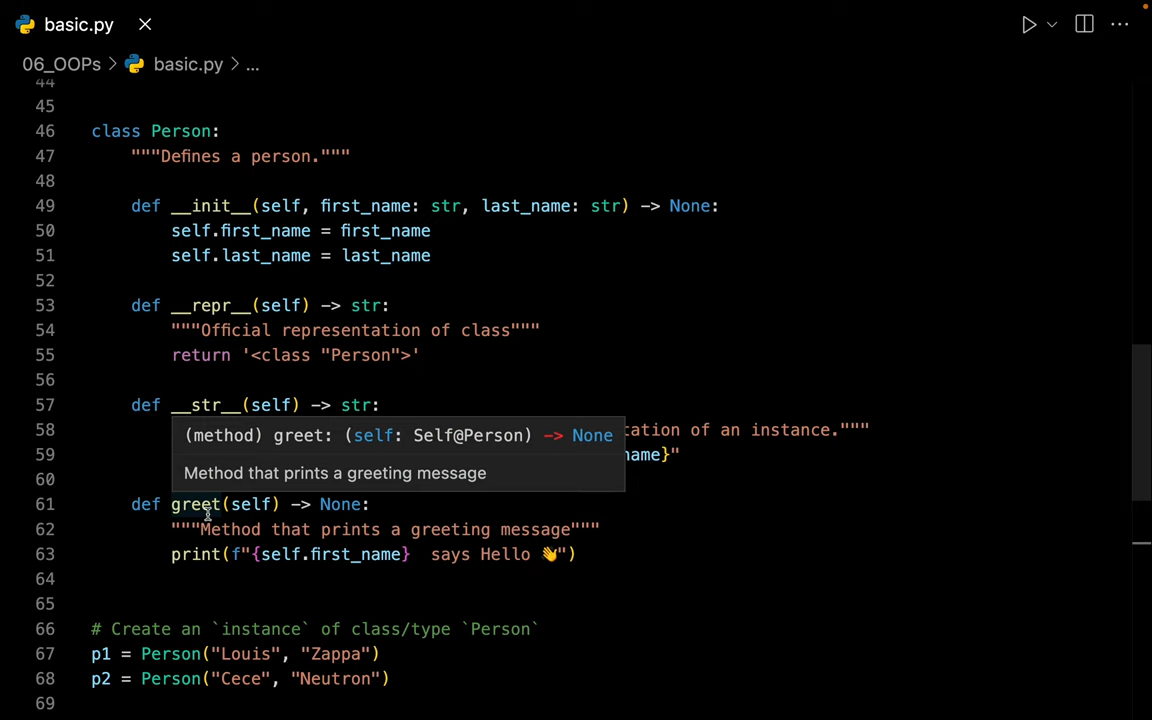 basic.py
06_OOPs > basic.py > ...
44
45
46 class Person:
47 """Defines a person."""
48
49 def __init__(self, first_name: str, last_name: str) -> None:
50 self.first_name = first_name
51 self.last_name = last_name
52
53 def __repr__(self) -> str:
54 """Official representation of class"""
55 return '<class "Person">'
56
57 def __str__(self) -> str:
(method) greet: (self: Self@Person) -> None
Method that prints a greeting message
58 tation of an instance."""
59 name}"
60
61 def greet(self) -> None:
62 """Method that prints a greeting message"""
63 print(f"{self.first_name}  says Hello 👋")
64
65
66 # Create an `instance` of class/type `Person`
67 p1 = Person("Louis", "Zappa")
68 p2 = Person("Cece", "Neutron")
69